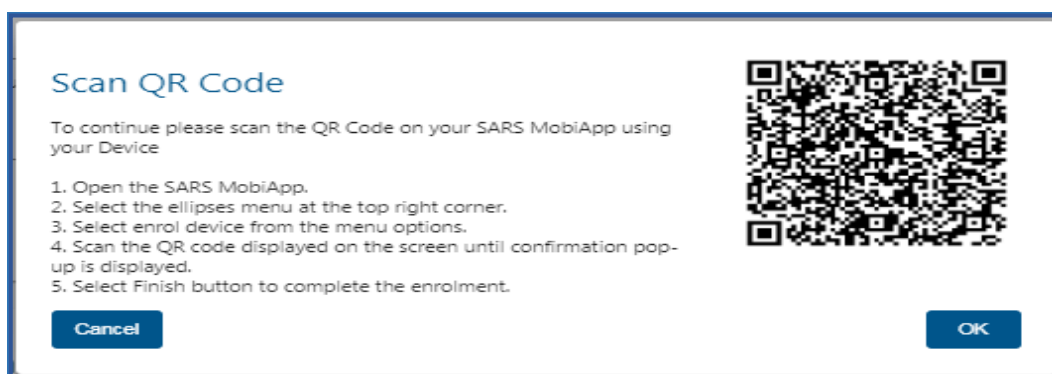 Scan QR Code
To continue please scan the QR Code on your SARS MobiApp using
your Device
1. Open the SARS MobiApp.
2. Select the ellipses menu at the top right corner.
3. Select enrol device from the menu options.
4. Scan the QR code displayed on the screen until confirmation pop-
up is displayed.
5. Select Finish button to complete the enrolment.
Cancel
OK